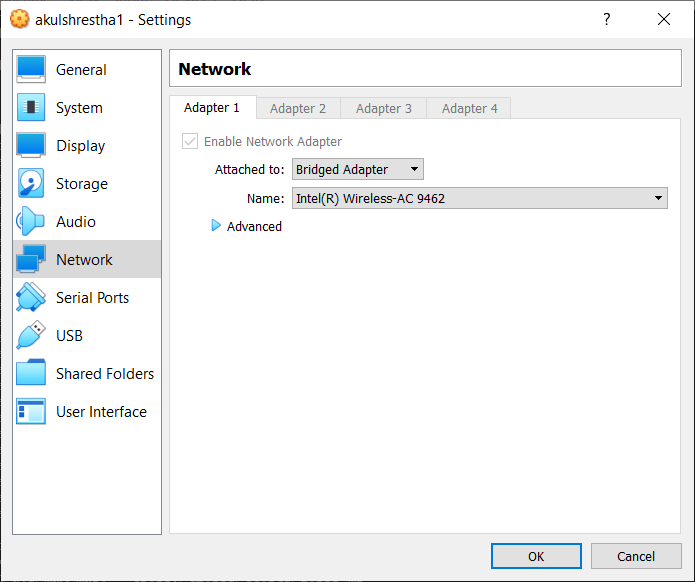 akulshrestha1 - Settings
?
General
System
Display
Storage
Audio
Network
Serial Ports
USB
Shared Folders
User Interface
Network
Adapter 1 Adapter 2 Adapter 3 Adapter 4
Enable Network Adapter
Attached to: Bridged Adapter
Name: Intel(R) Wireless-AC 9462
Advanced
OK Cancel